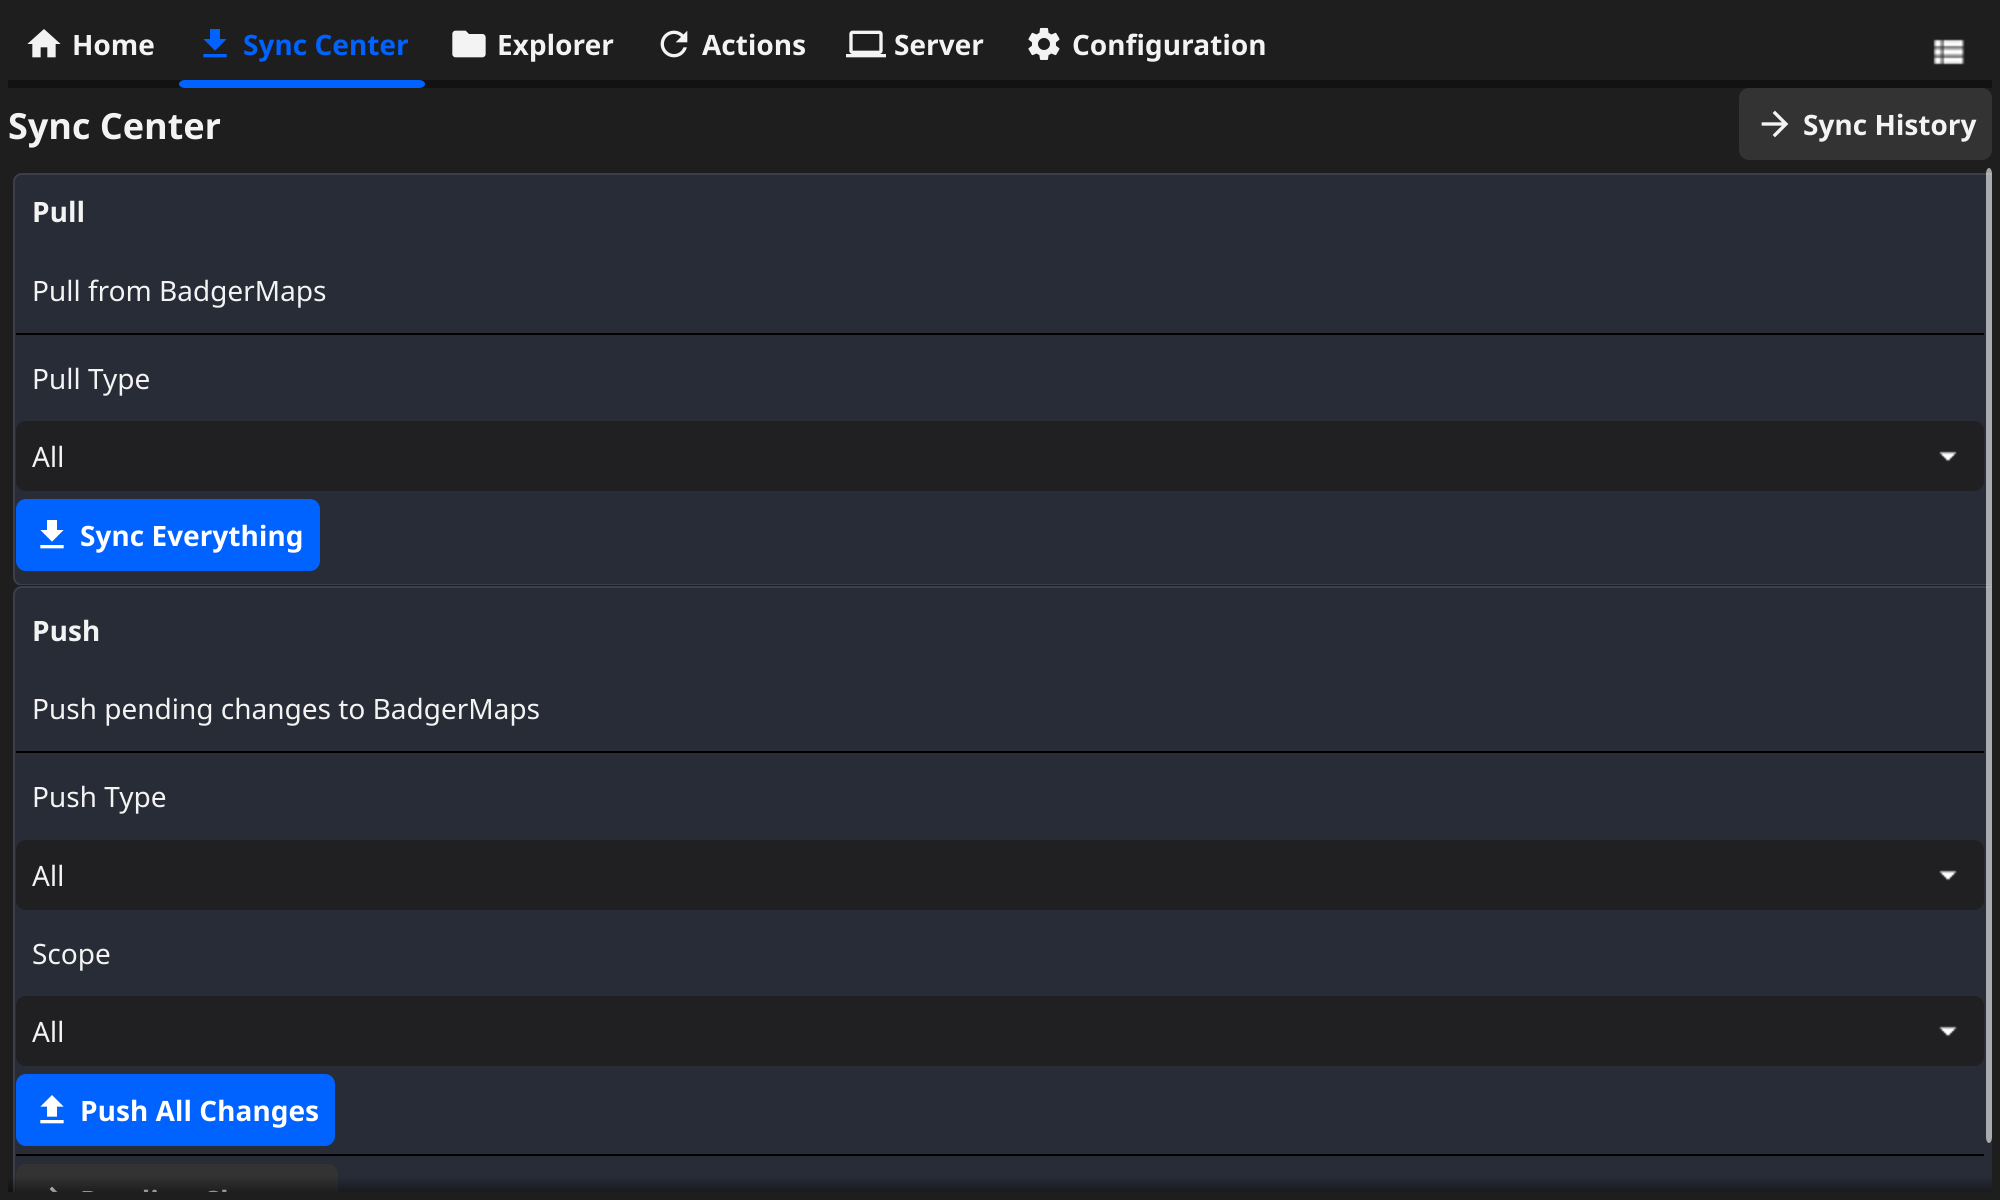 Home
Sync Center
Explorer
Actions
Server
Configuration
Sync Center
Sync History
Pull
Pull from BadgerMaps
Pull Type
All
Sync Everything
Push
Push pending changes to BadgerMaps
Push Type
All
Scope
All
Push All Changes